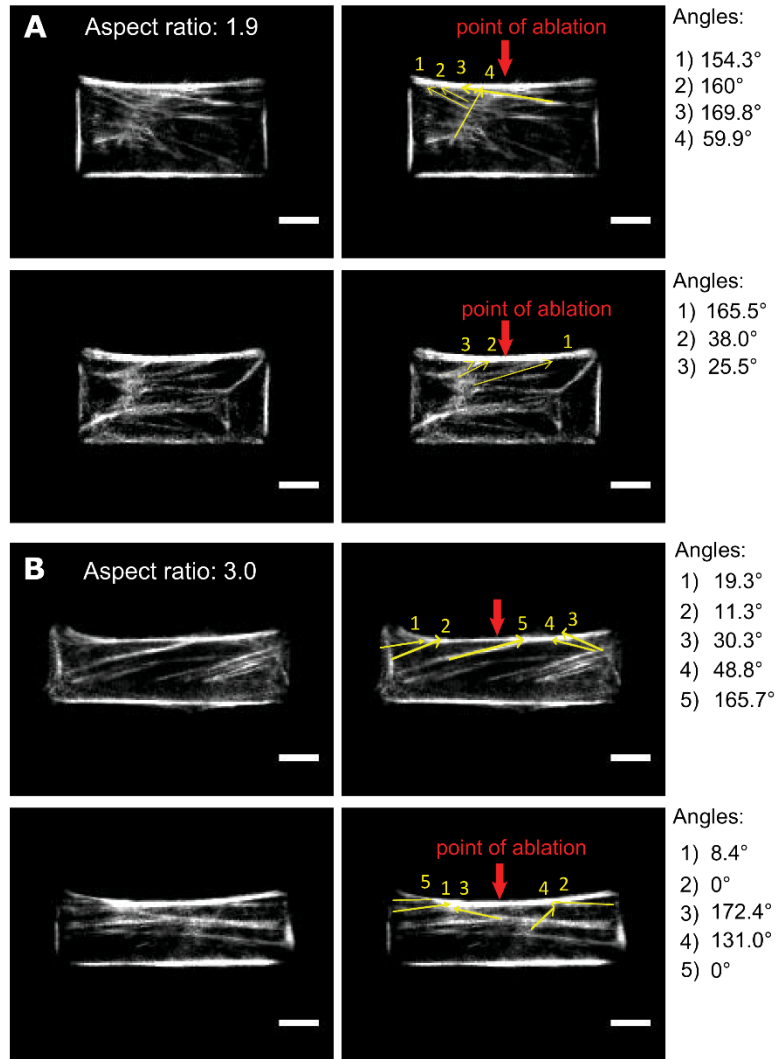 A
Aspect ratio: 1.9
point of ablation
1 2 3 4
Angles:
1) 154.3°
2) 160°
3) 169.8°
4) 59.9°
point of ablation
3 2 1
Angles:
1) 165.5°
2) 38.0°
3) 25.5°
B
Aspect ratio: 3.0
1 2 5 4 3
Angles:
1) 19.3°
2) 11.3°
3) 30.3°
4) 48.8°
5) 165.7°
point of ablation
5 1 3 4 2
Angles:
1) 8.4°
2) 0°
3) 172.4°
4) 131.0°
5) 0°